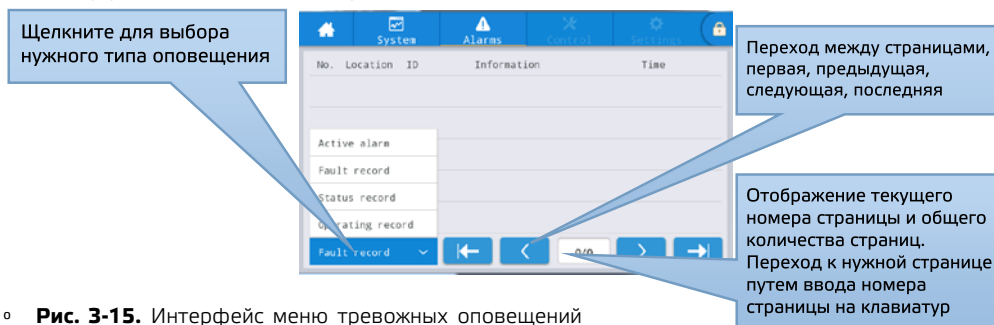 Щелкните для выбора
нужного типа оповещения
System Alarms Control Settings
No. Location ID Information Time
Active alarm
Fault record
Status record
Operating record
Fault record
0/0
Переход между страницами,
первая, предыдущая,
следующая, последняя
Отображение текущего
номера страницы и общего
количества страниц.
Переход к нужной странице
путем ввода номера
страницы на клавиатур
o Рис. 3-15. Интерфейс меню тревожных оповещений